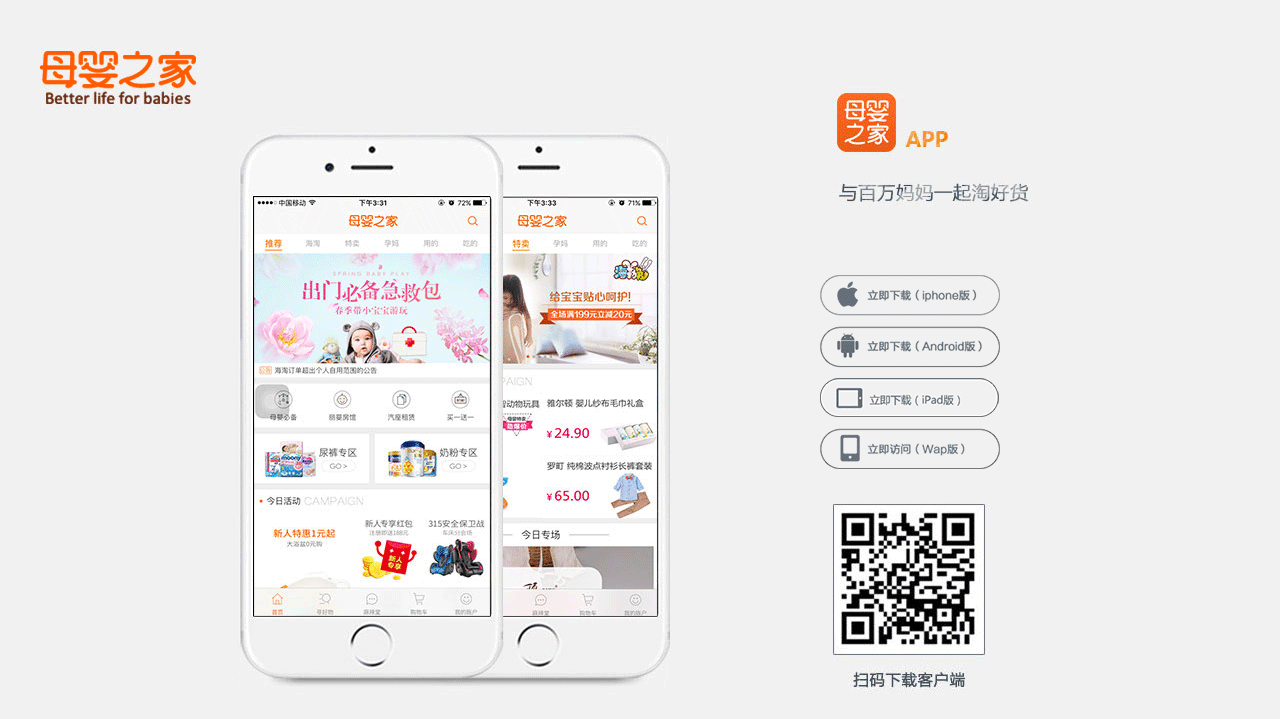 母婴之家
Better life for babies
中国移动
下午3:31
72%
母婴之家
推荐 海淘 特卖 孕妈 用的 吃的
SPRING BABY PLAY
出门必备急救包
春季带小宝宝游玩
公告 海淘订单超出个人自用范围的公告
母婴必备 丽婴房馆 汽座租赁 买一送一
尿裤专区
GO >
奶粉专区
GO >
今日活动 CAMPAIGN
新人特惠1元起
大浴盆0元购
新人专享红包
注册即送188元
新人
专享
315安全保卫战
车床分会场
首页 享好物 麻辣堂 购物车 我的账户
下午3:33
71%
母婴之家
特卖 孕妈 用的 吃的
给宝宝贴心呵护!
全场满199元立减20元
PAIGN
动物玩具
雅尔顿 婴儿纱布毛巾礼盒
¥24.90
罗町 纯棉波点衬衫长裤套装
¥65.00
今日专场
麻辣堂 购物车 我的账户
母婴之家
APP
与百万妈妈一起淘好货
立即下载（iphone版）
立即下载（Android版）
立即下载（iPad版）
立即访问（Wap版）
扫码下载客户端